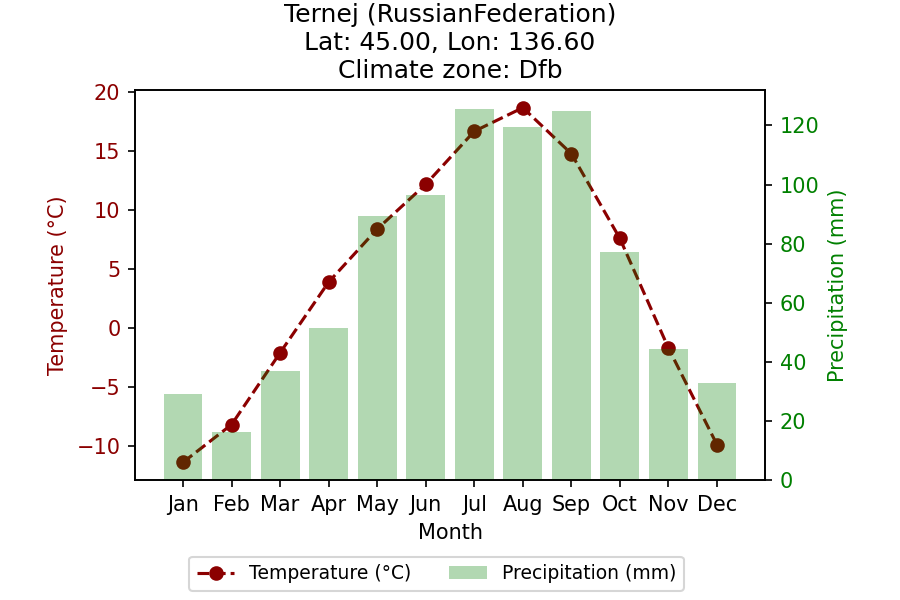 Ternej (RussianFederation)
Lat: 45.00, Lon: 136.60
Climate zone: Dfb
Temperature (°C)
20
15
10
5
0
−5
−10
Precipitation (mm)
120
100
80
60
40
20
0
Jan Feb Mar Apr May Jun Jul Aug Sep Oct Nov Dec
Month
Temperature (°C) Precipitation (mm)